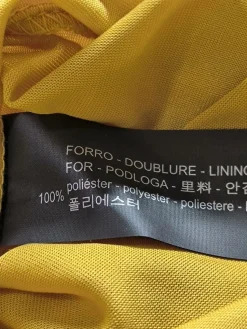 FORRO - DOUBLURE - LINING
FOR - PODLOGA - 里料 - 안감
100% poliéster - polyester - poliestere -
폴리에스터